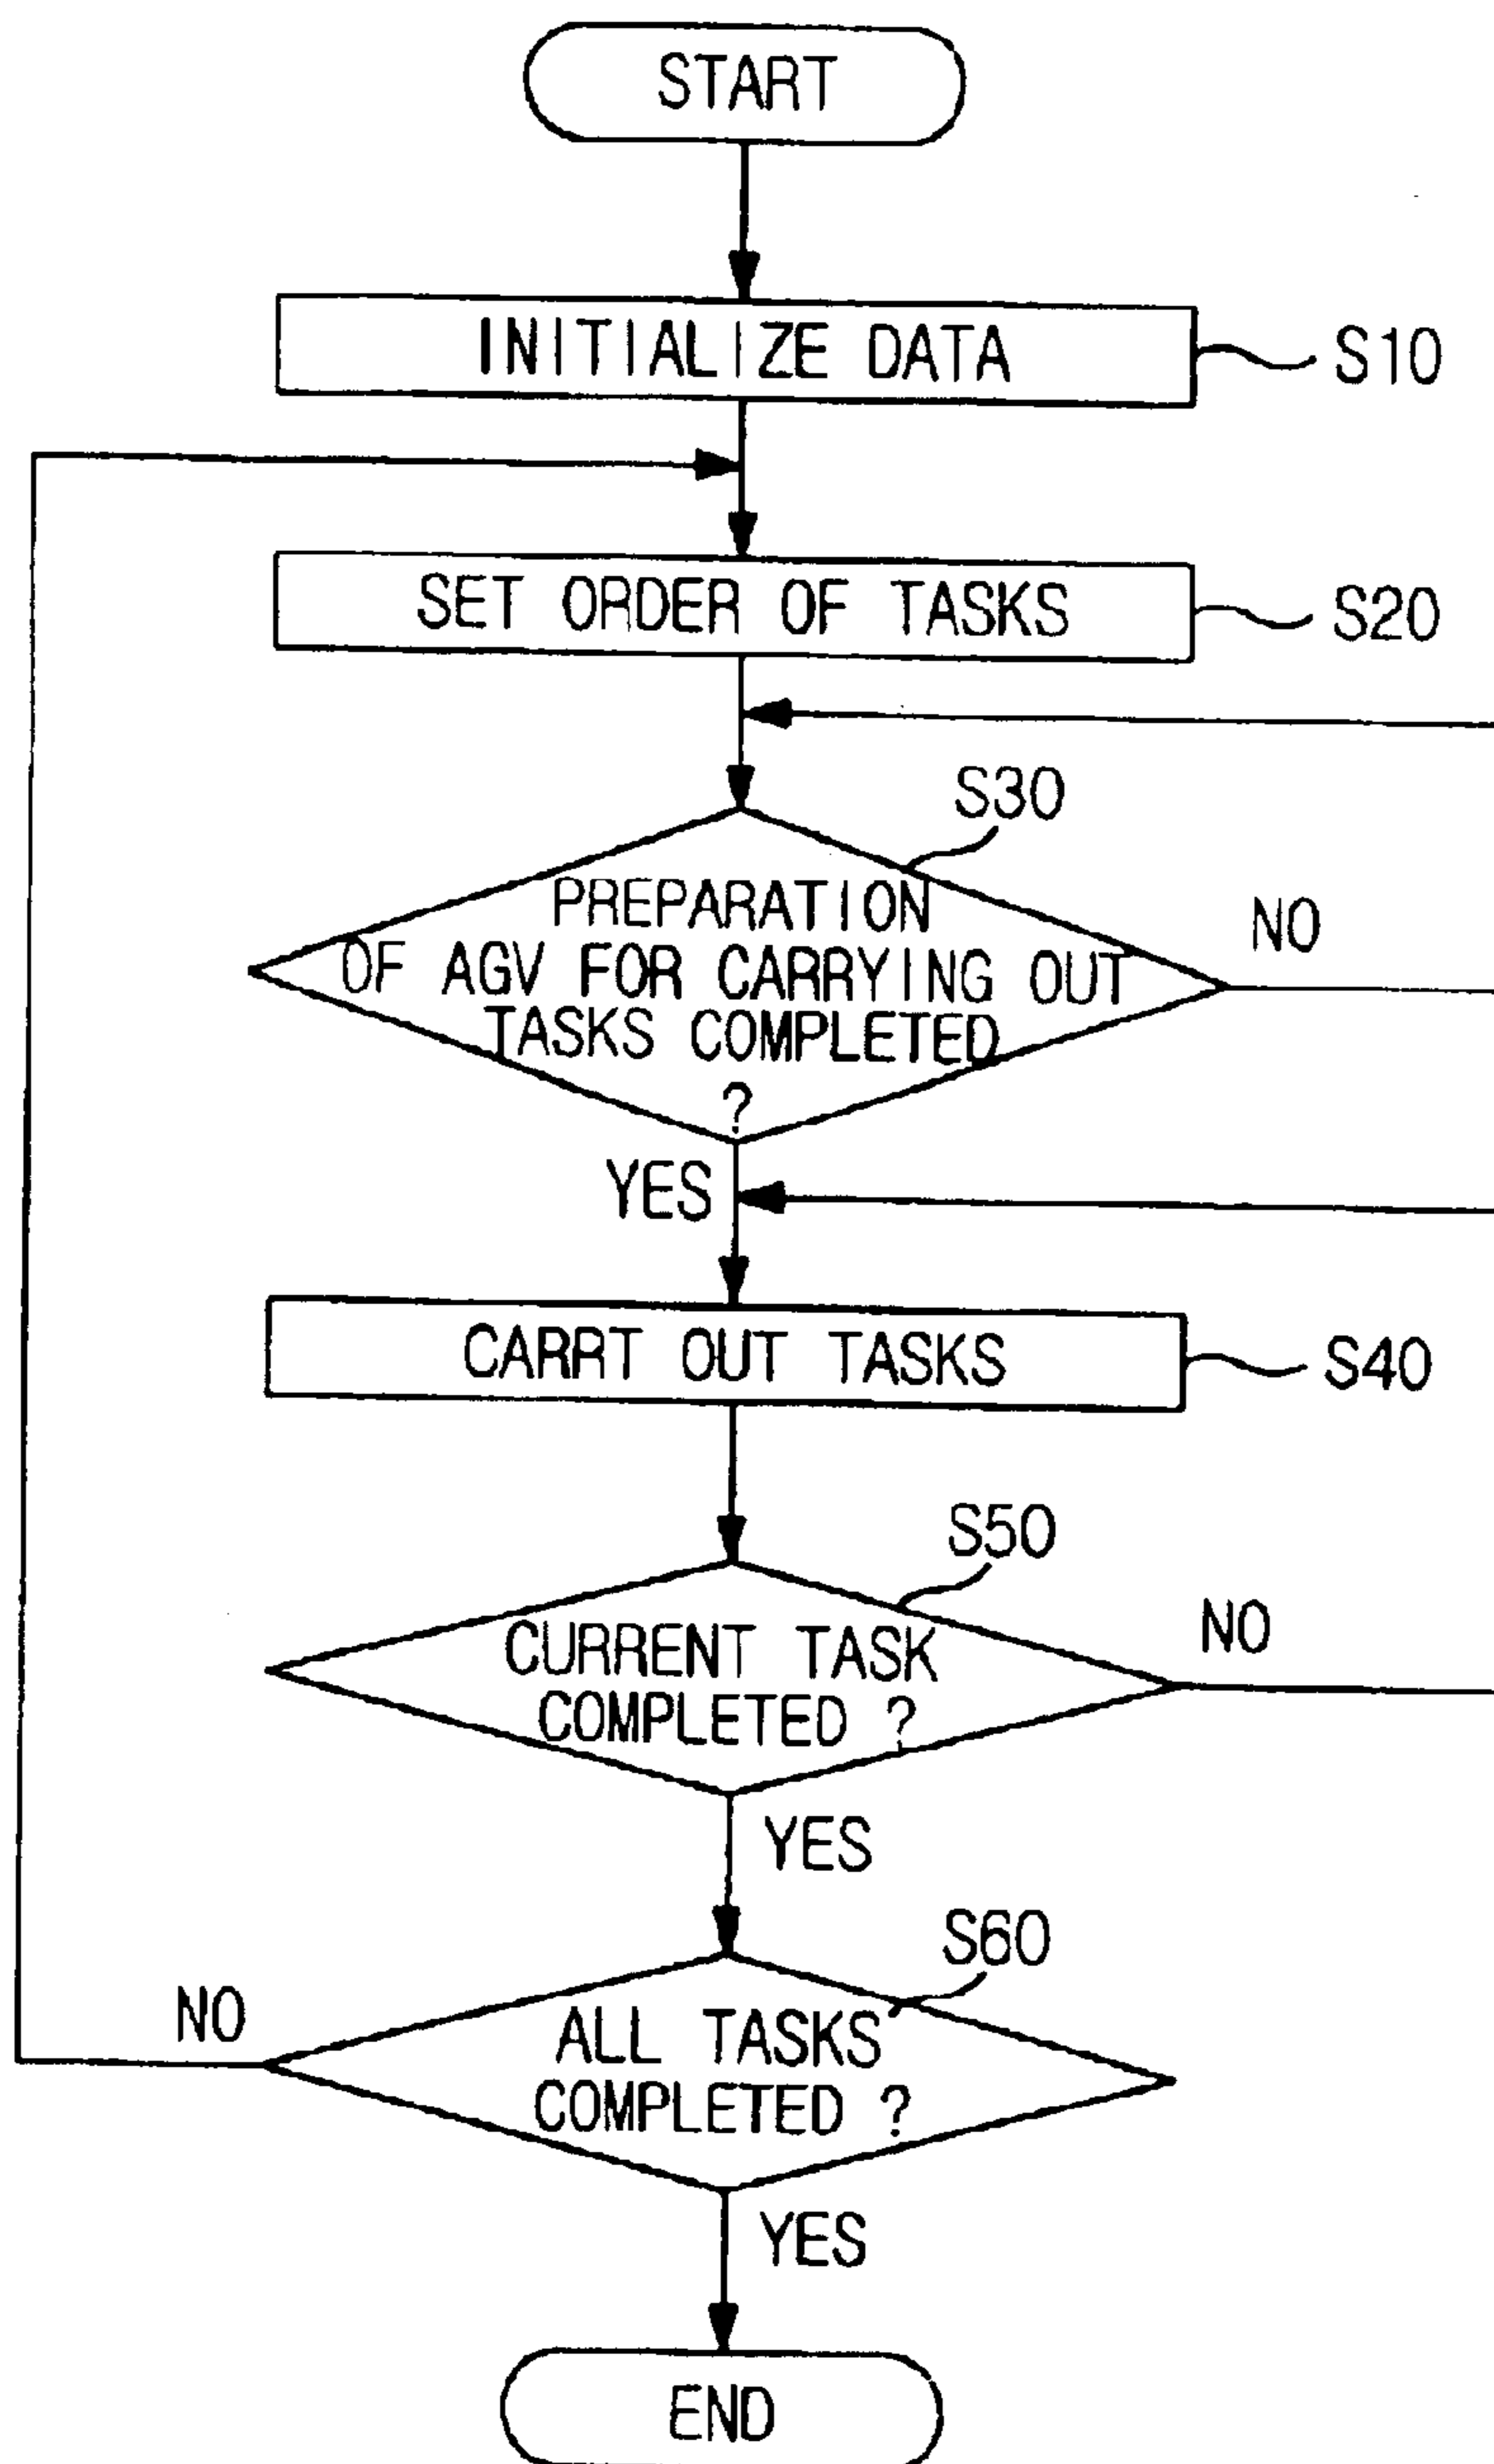 START
INITIALIZE DATA
S10
SET ORDER OF TASKS
S20
S30
PREPARATION
OF AGV FOR CARRYING OUT
TASKS COMPLETED
?
NO
YES
CARRT OUT TASKS
S40
S50
CURRENT TASK
COMPLETED ?
NO
YES
S60
ALL TASKS
COMPLETED ?
NO
YES
END